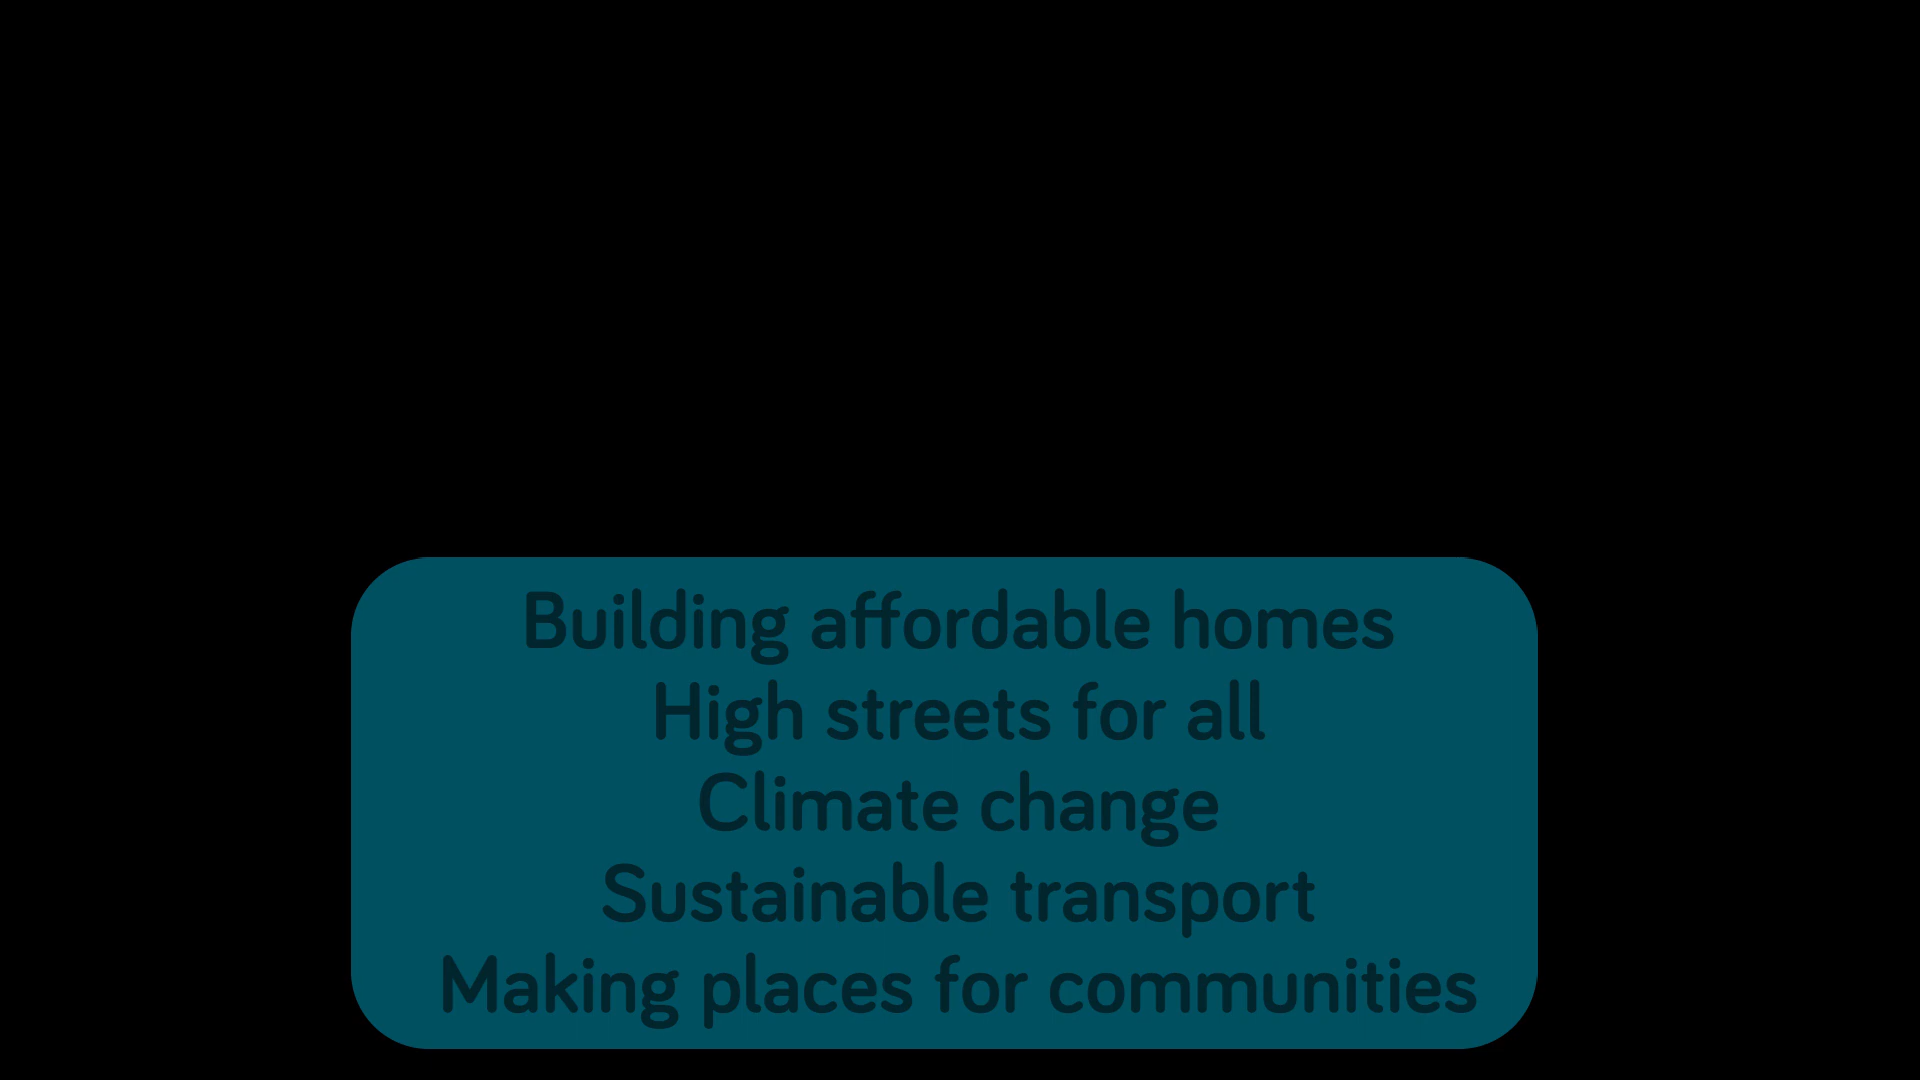 Building affordable homes
High streets for all
Climate change
Sustainable transport
Making places for communities